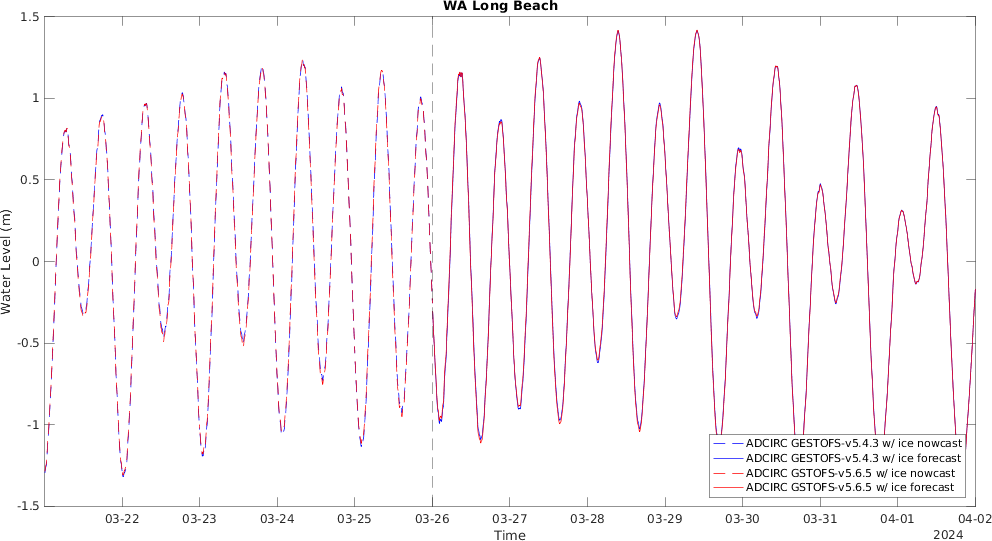 WA Long Beach
1.5
1
0.5
0
-0.5
-1
-1.5
Water Level (m)
ADCIRC GESTOFS-v5.4.3 w/ ice nowcast
ADCIRC GESTOFS-v5.4.3 w/ ice forecast
ADCIRC GSTOFS-v5.6.5 w/ ice nowcast
ADCIRC GSTOFS-v5.6.5 w/ ice forecast
03-22 03-23 03-24 03-25 03-26 03-27 03-28 03-29 03-30 03-31 04-01 04-02
Time
2024